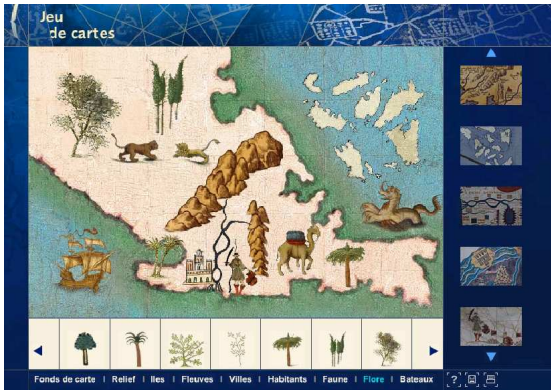 Jeu
de cartes
Fonds de carte | Relief | Iles | Fleuves | Villes | Habitants | Faune | Flore | Bateaux
?